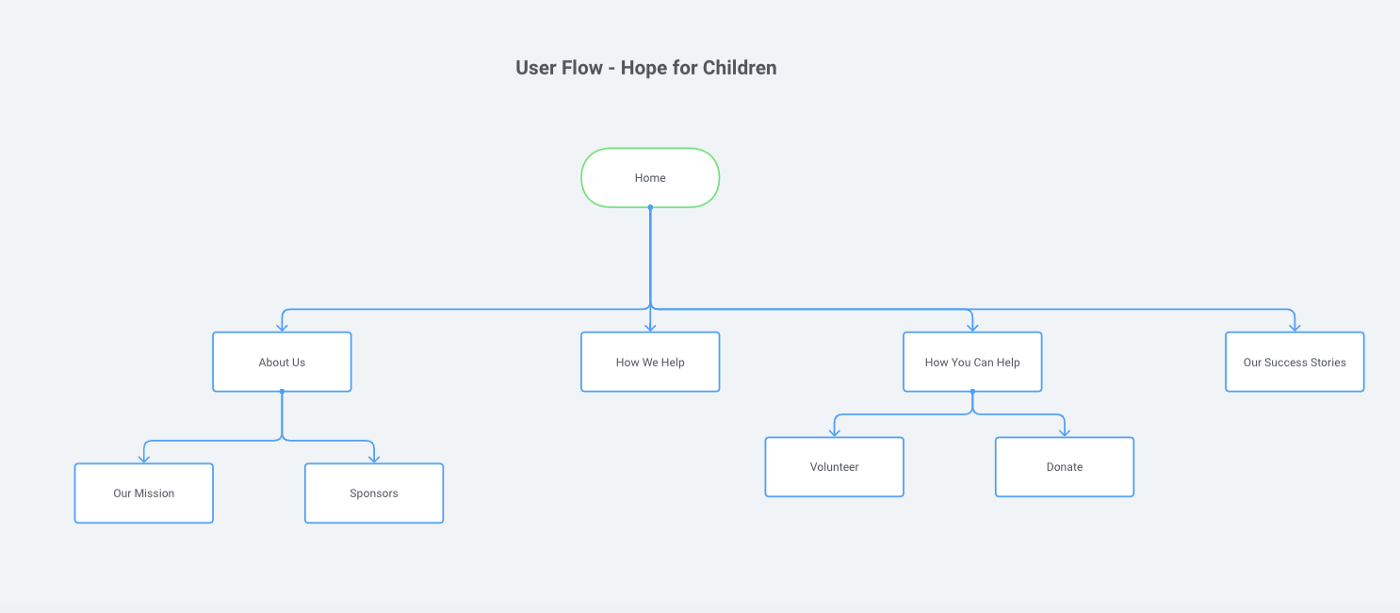 User Flow - Hope for Children
Home
About Us
How We Help
How You Can Help
Our Success Stories
Volunteer
Donate
Our Mission
Sponsors